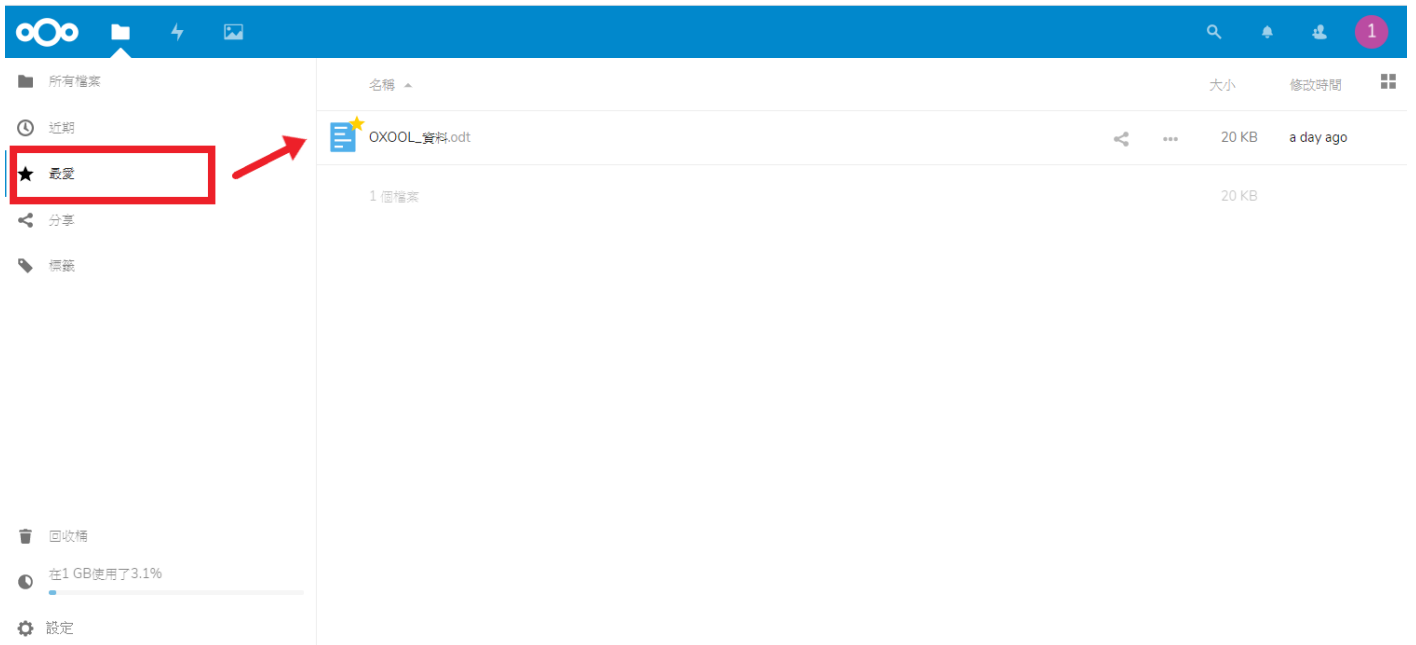 1
所有檔案
近期
最愛
分享
標籤
回收桶
在1 GB使用了3.1%
設定
名稱 大小 修改時間
OXOOL_資料.odt 20 KB a day ago
1 個檔案 20 KB